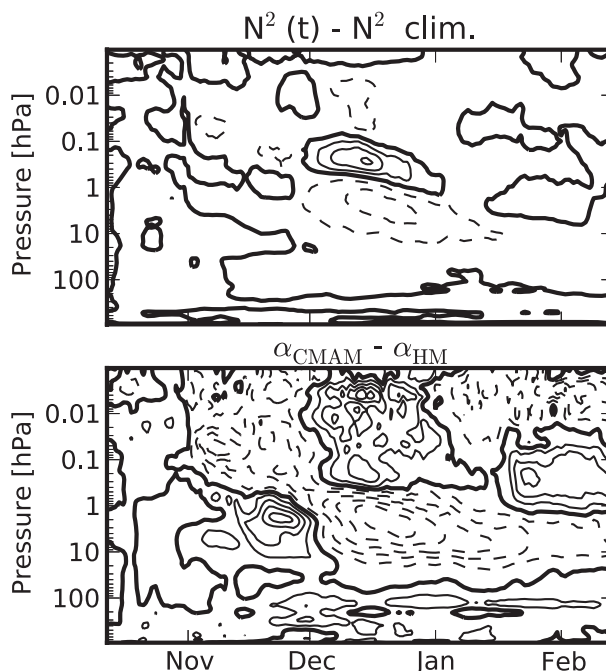 N² (t) - N² clim.
Pressure [hPa]
0.01
0.1
1
10
100
α_CMAM - α_HM
Pressure [hPa]
0.01
0.1
1
10
100
Nov Dec Jan Feb